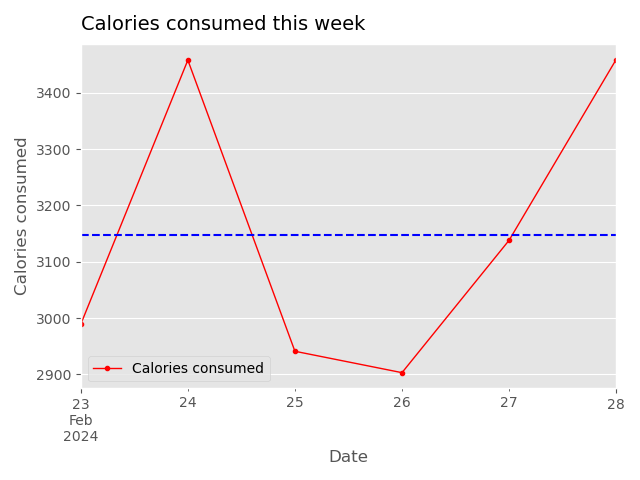 Calories consumed this week
Calories consumed
3400
3300
3200
3100
3000
2900
Calories consumed
23
Feb
2024
24
25
26
27
28
Date